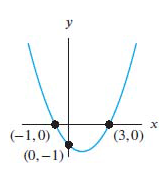 y
x
(−1, 0)
(3, 0)
(0, −1)